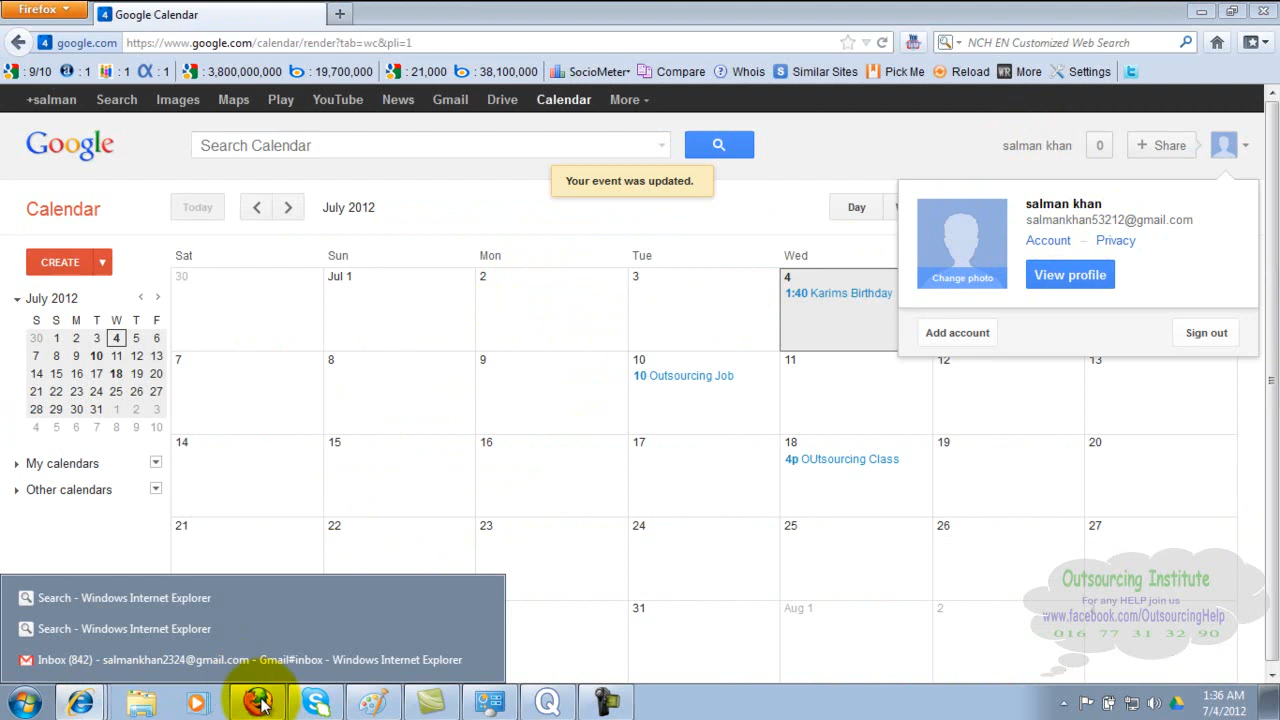 Firefox
4 Google Calendar
4 google.com https://www.google.com/calendar/render?tab=wc&pli=1
NCH EN Customized Web Search
: 9/10 : 1 : 1 : 1 : 3,800,000,000 : 19,700,000 : 21,000 : 38,100,000 SocioMeter Compare Whois Similar Sites Pick Me Reload More Settings
+salman Search Images Maps Play YouTube News Gmail Drive Calendar More
Google Search Calendar salman khan 0 + Share
Your event was updated.
Calendar Today July 2012 Day
salman khan
salmankhan53212@gmail.com
Account – Privacy
View profile
Change photo
Add account Sign out
CREATE
July 2012
S S M T W T F
30 1 2 3 4 5 6
7 8 9 10 11 12 13
14 15 16 17 18 19 20
21 22 23 24 25 26 27
28 29 30 31 1 2 3
4 5 6 7 8 9 10
My calendars
Other calendars
Sat Sun Mon Tue Wed
30 Jul 1 2 3 4
1:40 Karims Birthday
7 8 9 10 11 12 13
10 Outsourcing Job
14 15 16 17 18 19 20
4p OUtsourcing Class
21 22 23 24 25 26 27
31 Aug 1 2
Search - Windows Internet Explorer
Search - Windows Internet Explorer
Inbox (842) - salmankhan2324@gmail.com - Gmail#inbox - Windows Internet Explorer
Outsourcing Institute
For any HELP join us
www.facebook.com/OutsourcingHelp
016 77 31 32 90
1:36 AM
7/4/2012